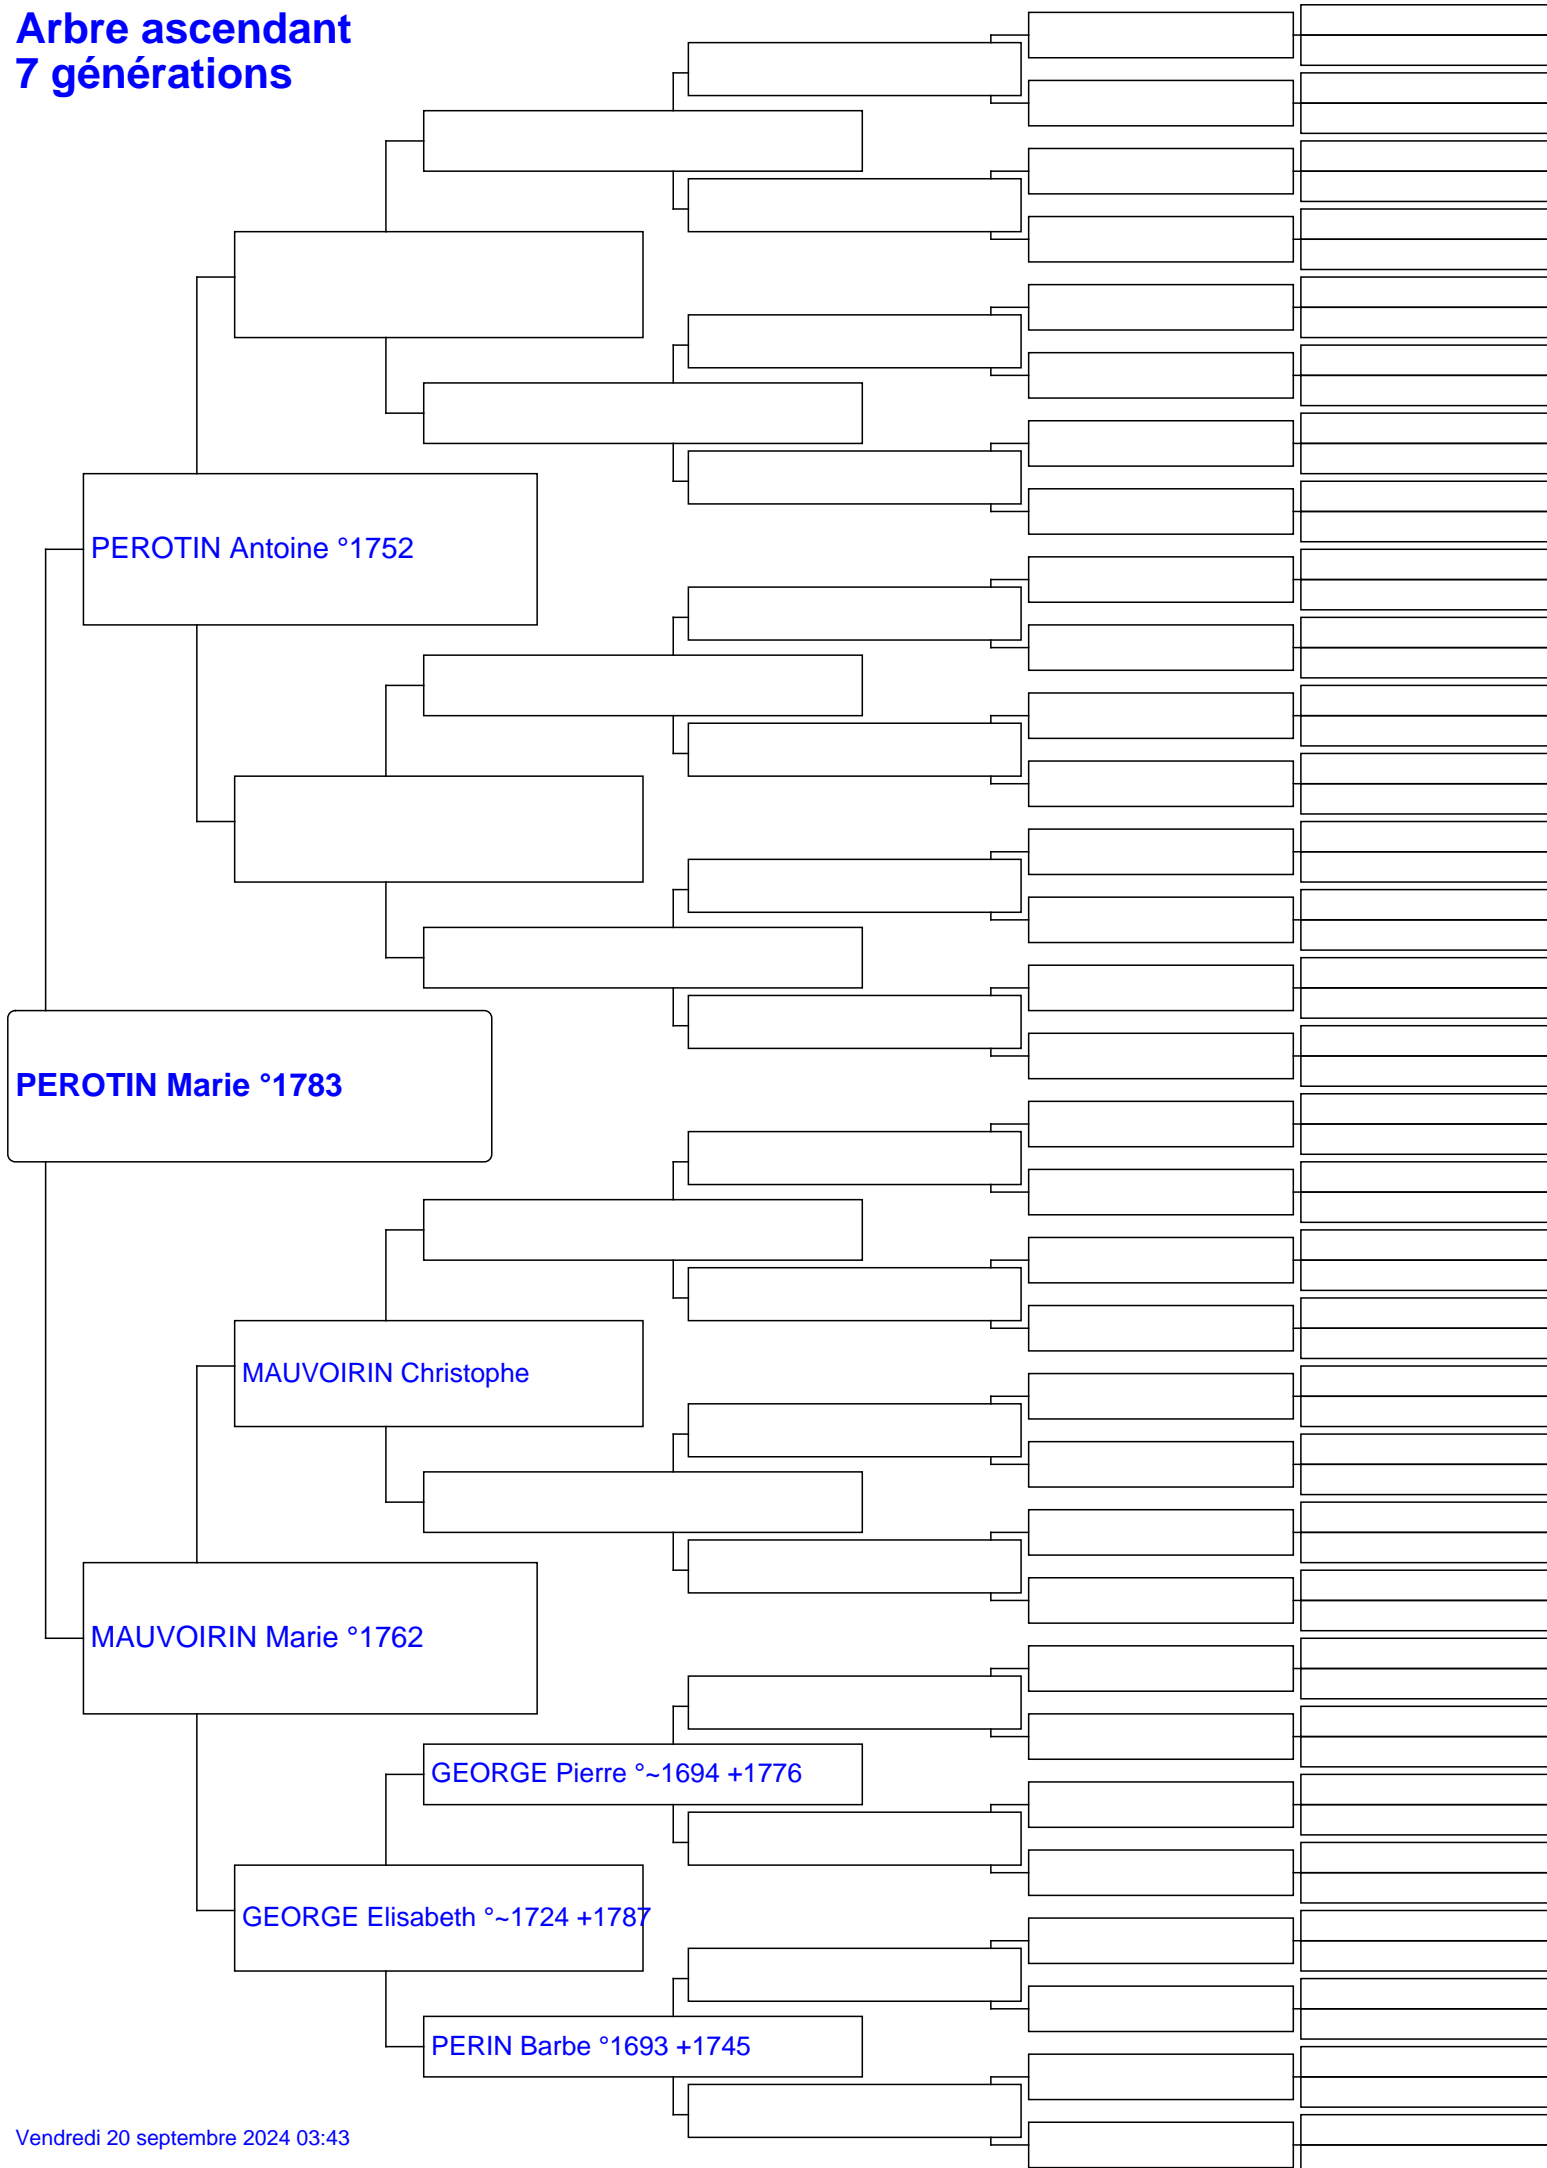 Arbre ascendant
7 générations
PEROTIN Antoine °1752
PEROTIN Marie °1783
MAUVOIRIN Christophe
MAUVOIRIN Marie °1762
GEORGE Pierre °~1694 +1776
GEORGE Elisabeth °~1724 +1787
PERIN Barbe °1693 +1745
Vendredi 20 septembre 2024 03:43